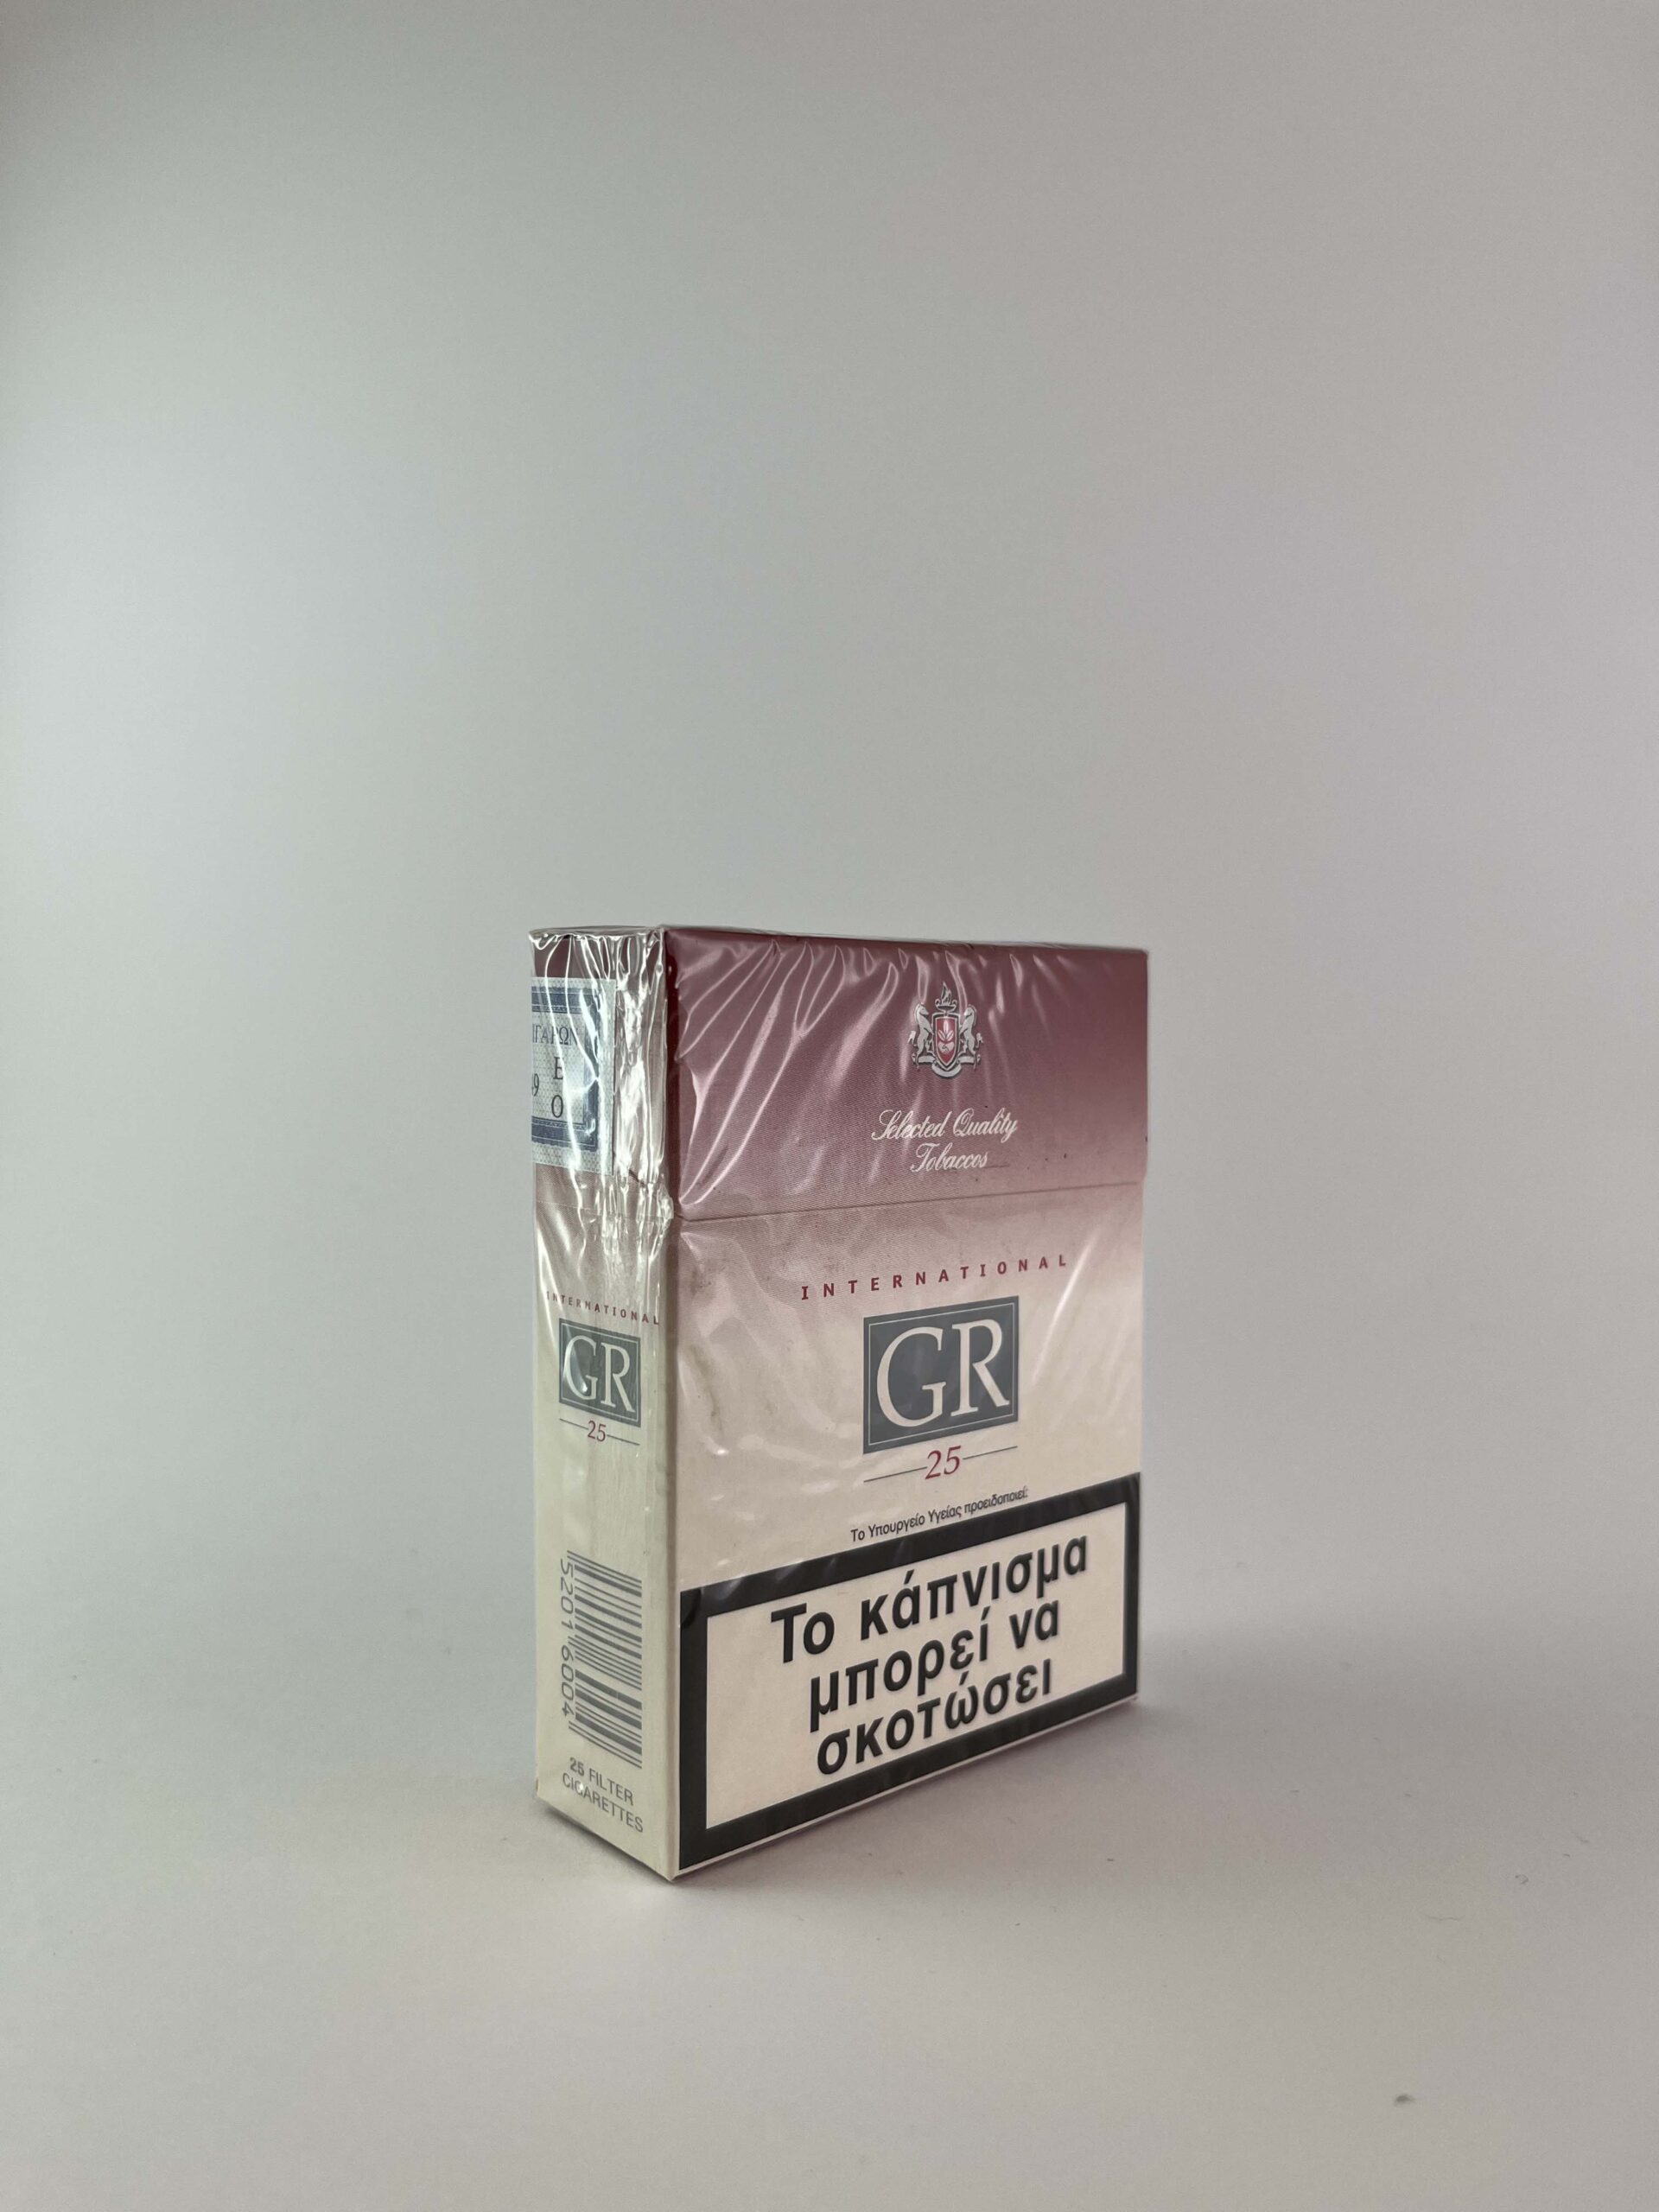 Selected Quality
Tobaccos
INTERNATIONAL
GR
25
Το Υπουργείο Υγείας προειδοποιεί:
Το κάπνισμα
μπορεί να
σκοτώσει
E
O
INTERNATIONAL
GR
25
52016004
25 FILTER
CIGARETTES